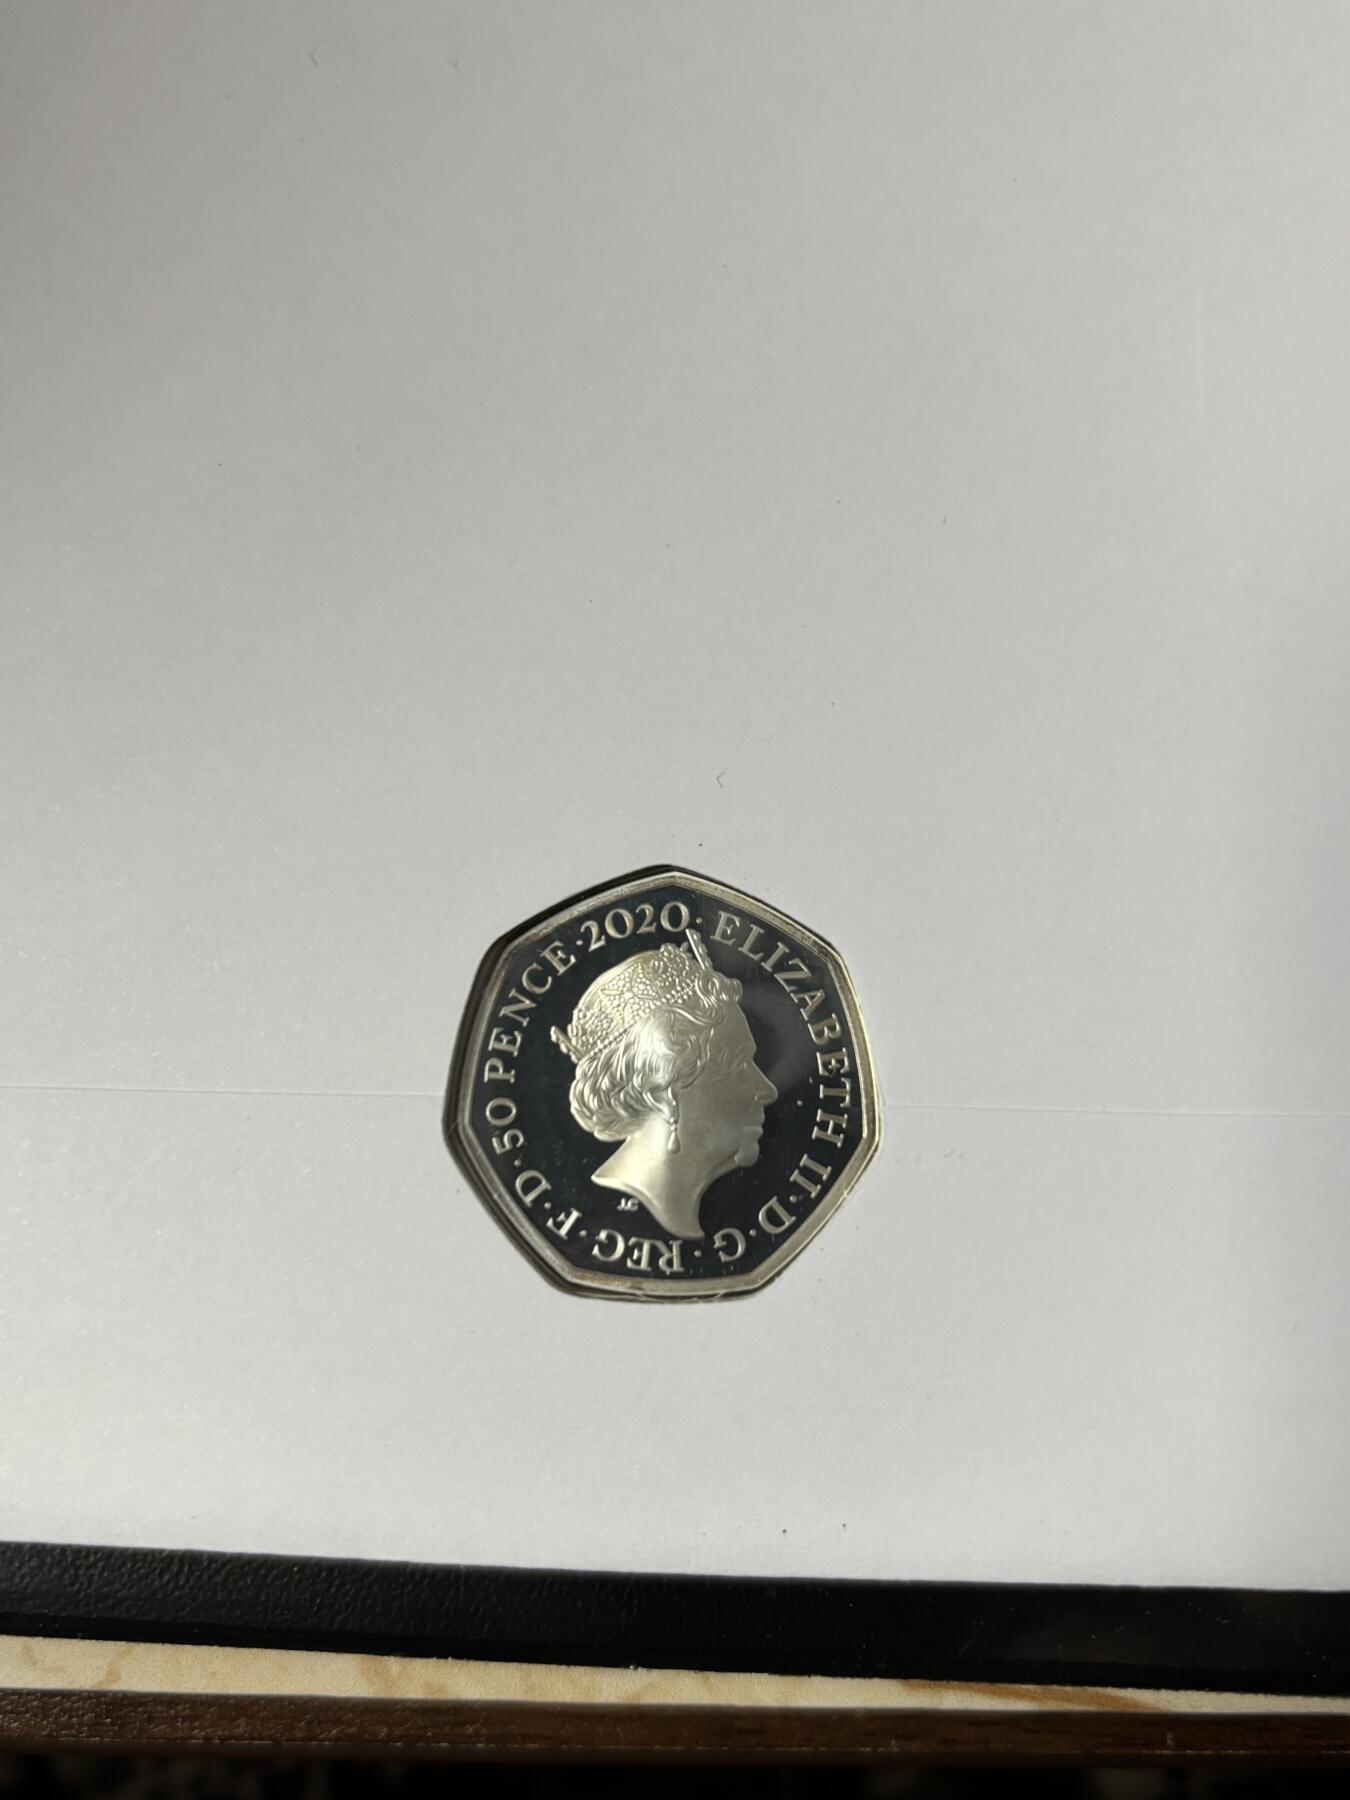 ELIZABETH II · D · G · REG · F · D · 50 PENCE · 2020 ·
JC